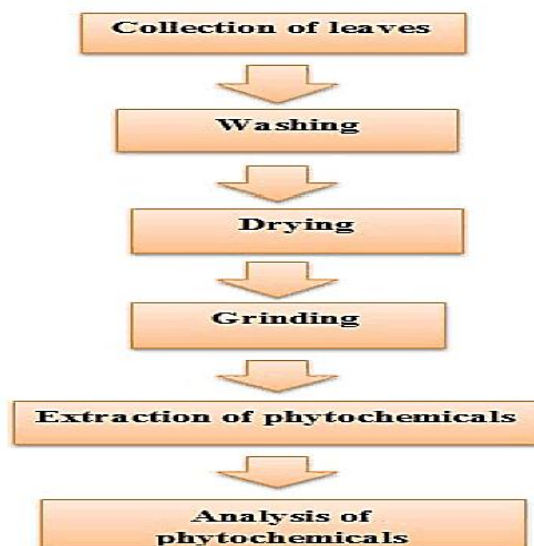 Collection of leaves
Washing
Drying
Grinding
Extraction of phytochemicals
Analysis of
phytochemicals